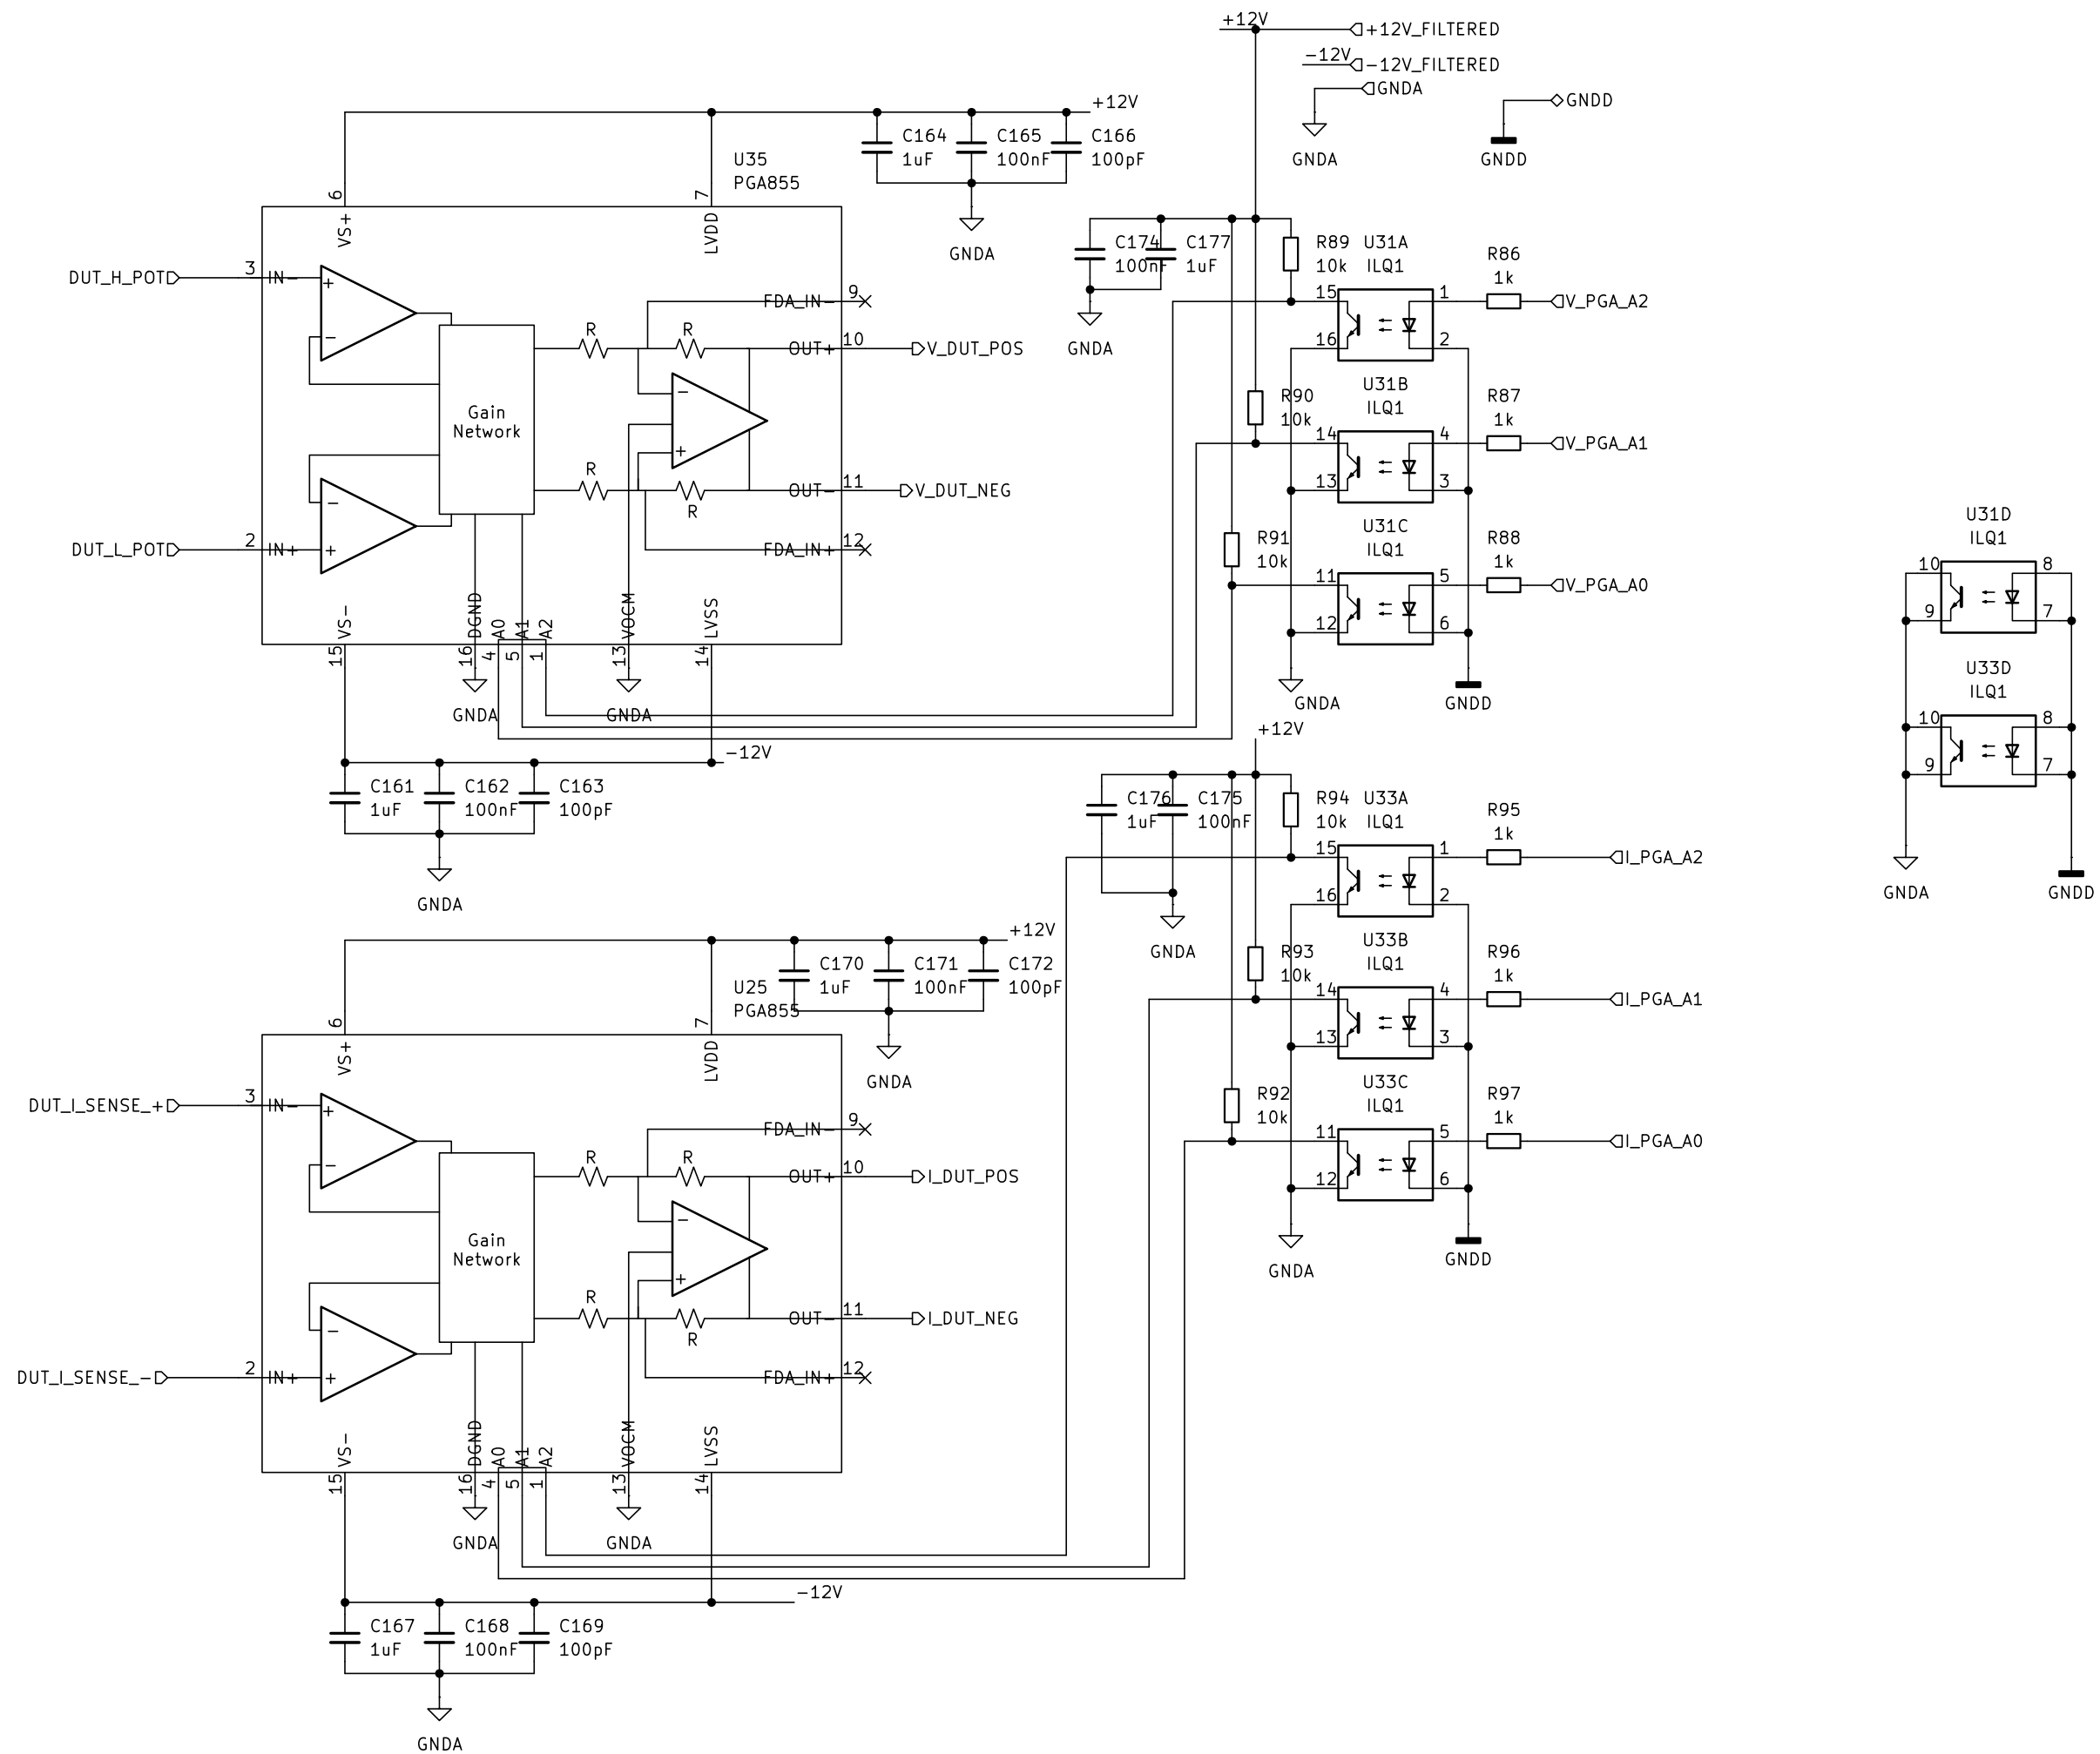 +12V
+12V_FILTERED
-12V
-12V_FILTERED
GNDA
GNDD
GNDA
GNDD
+12V
C164
1uF
C165
100nF
C166
100pF
GNDA
U35
PGA855
6
VS+
7
LVDD
DUT_H_POT
3
IN-
+
-
FDA_IN-
9
R
R
OUT+
10
V_DUT_POS
-
+
Gain
Network
R
R
OUT-
11
V_DUT_NEG
-
+
DUT_L_POT
2
IN+
FDA_IN+
12
VS-
DGND
A0
A1
A2
VOCM
LVSS
15
16
4
5
1
13
14
GNDA
GNDA
-12V
C161
1uF
C162
100nF
C163
100pF
GNDA
C174
100nF
C177
1uF
GNDA
R89
10k
U31A
ILQ1
15
16
1
2
R86
1k
V_PGA_A2
R90
10k
U31B
ILQ1
14
13
4
3
R87
1k
V_PGA_A1
R91
10k
U31C
ILQ1
11
12
5
6
R88
1k
V_PGA_A0
GNDA
GNDD
U31D
ILQ1
10
9
8
7
U33D
ILQ1
10
9
8
7
GNDA
GNDD
+12V
C176
1uF
C175
100nF
GNDA
R94
10k
U33A
ILQ1
15
16
1
2
R95
1k
I_PGA_A2
R93
10k
U33B
ILQ1
14
13
4
3
R96
1k
I_PGA_A1
R92
10k
U33C
ILQ1
11
12
5
6
R97
1k
I_PGA_A0
GNDA
GNDD
+12V
C170
1uF
C171
100nF
C172
100pF
GNDA
U25
PGA855
6
VS+
7
LVDD
DUT_I_SENSE_+
3
IN-
+
-
FDA_IN-
9
R
R
OUT+
10
I_DUT_POS
-
+
Gain
Network
R
R
OUT-
11
I_DUT_NEG
-
+
DUT_I_SENSE_-
2
IN+
FDA_IN+
12
VS-
DGND
A0
A1
A2
VOCM
LVSS
15
16
4
5
1
13
14
GNDA
GNDA
-12V
C167
1uF
C168
100nF
C169
100pF
GNDA